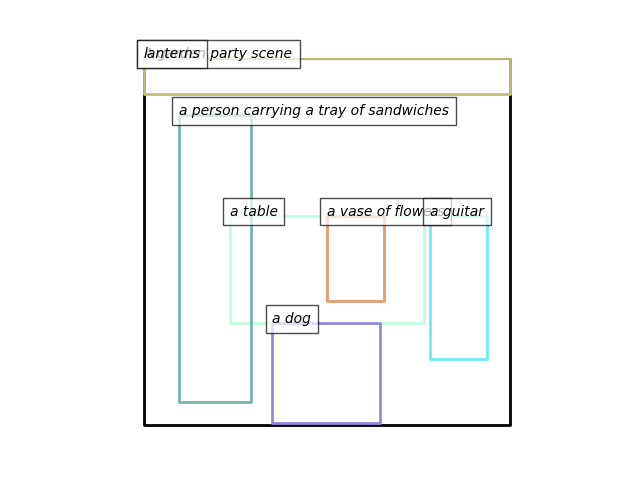 lanterns party scene
a person carrying a tray of sandwiches
a table
a vase of flowers
a guitar
a dog